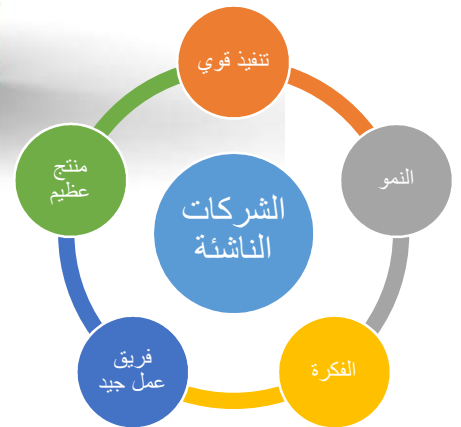 تنفيذ قوي
النمو
الفكرة
فريق
عمل جيد
منتج
عظيم
الشركات
الناشئة